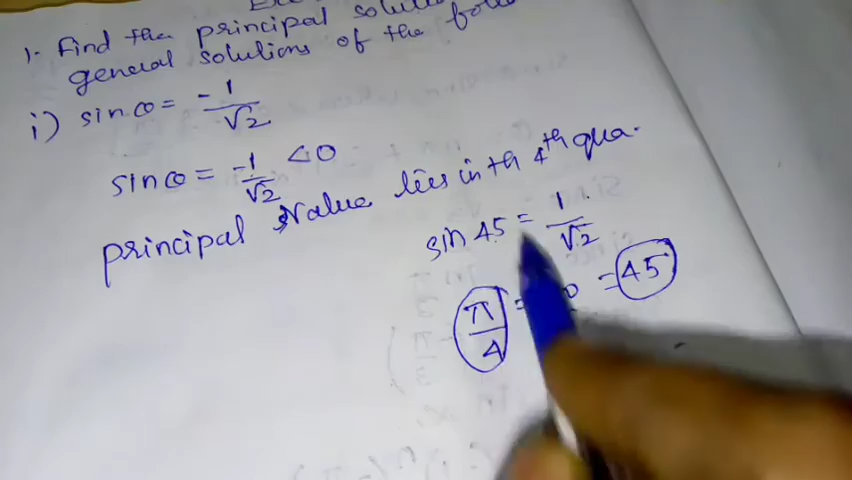 1. Find the principal
general solutions of the
i) sin θ = -1/√2
sin θ = -1/√2 <0
principal value lies in th 4th qua.
sin 45 = 1/√2
π/4 = = 45